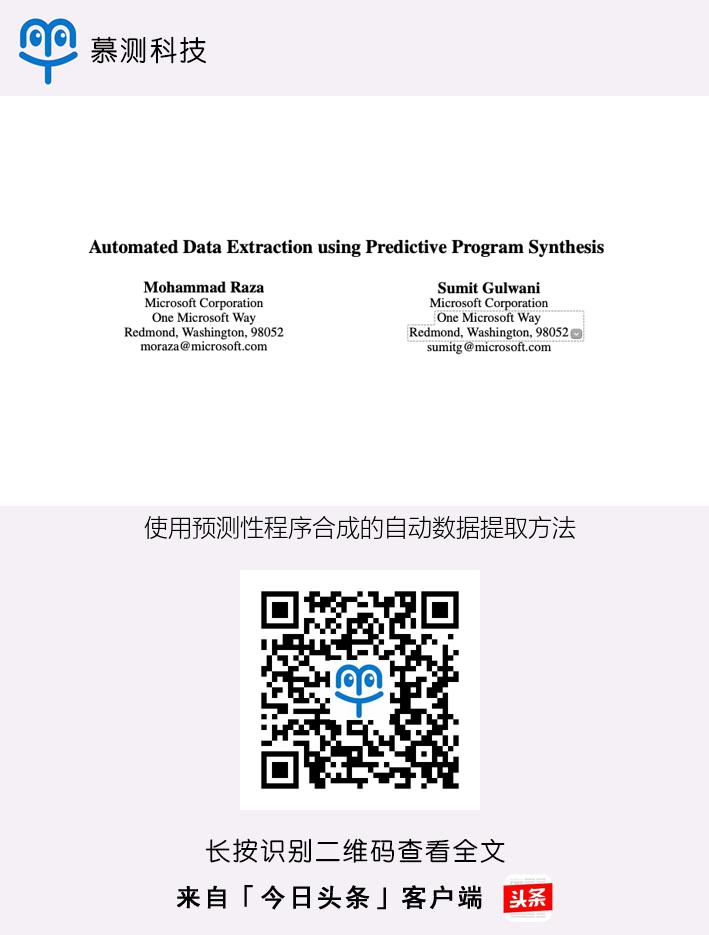 慕测科技
Automated Data Extraction using Predictive Program Synthesis
Mohammad Raza
Microsoft Corporation
One Microsoft Way
Redmond, Washington, 98052
moraza@microsoft.com
Sumit Gulwani
Microsoft Corporation
One Microsoft Way
Redmond, Washington, 98052
sumitg@microsoft.com
使用预测性程序合成的自动数据提取方法
长按识别二维码查看全文
来自「今日头条」客户端
头条